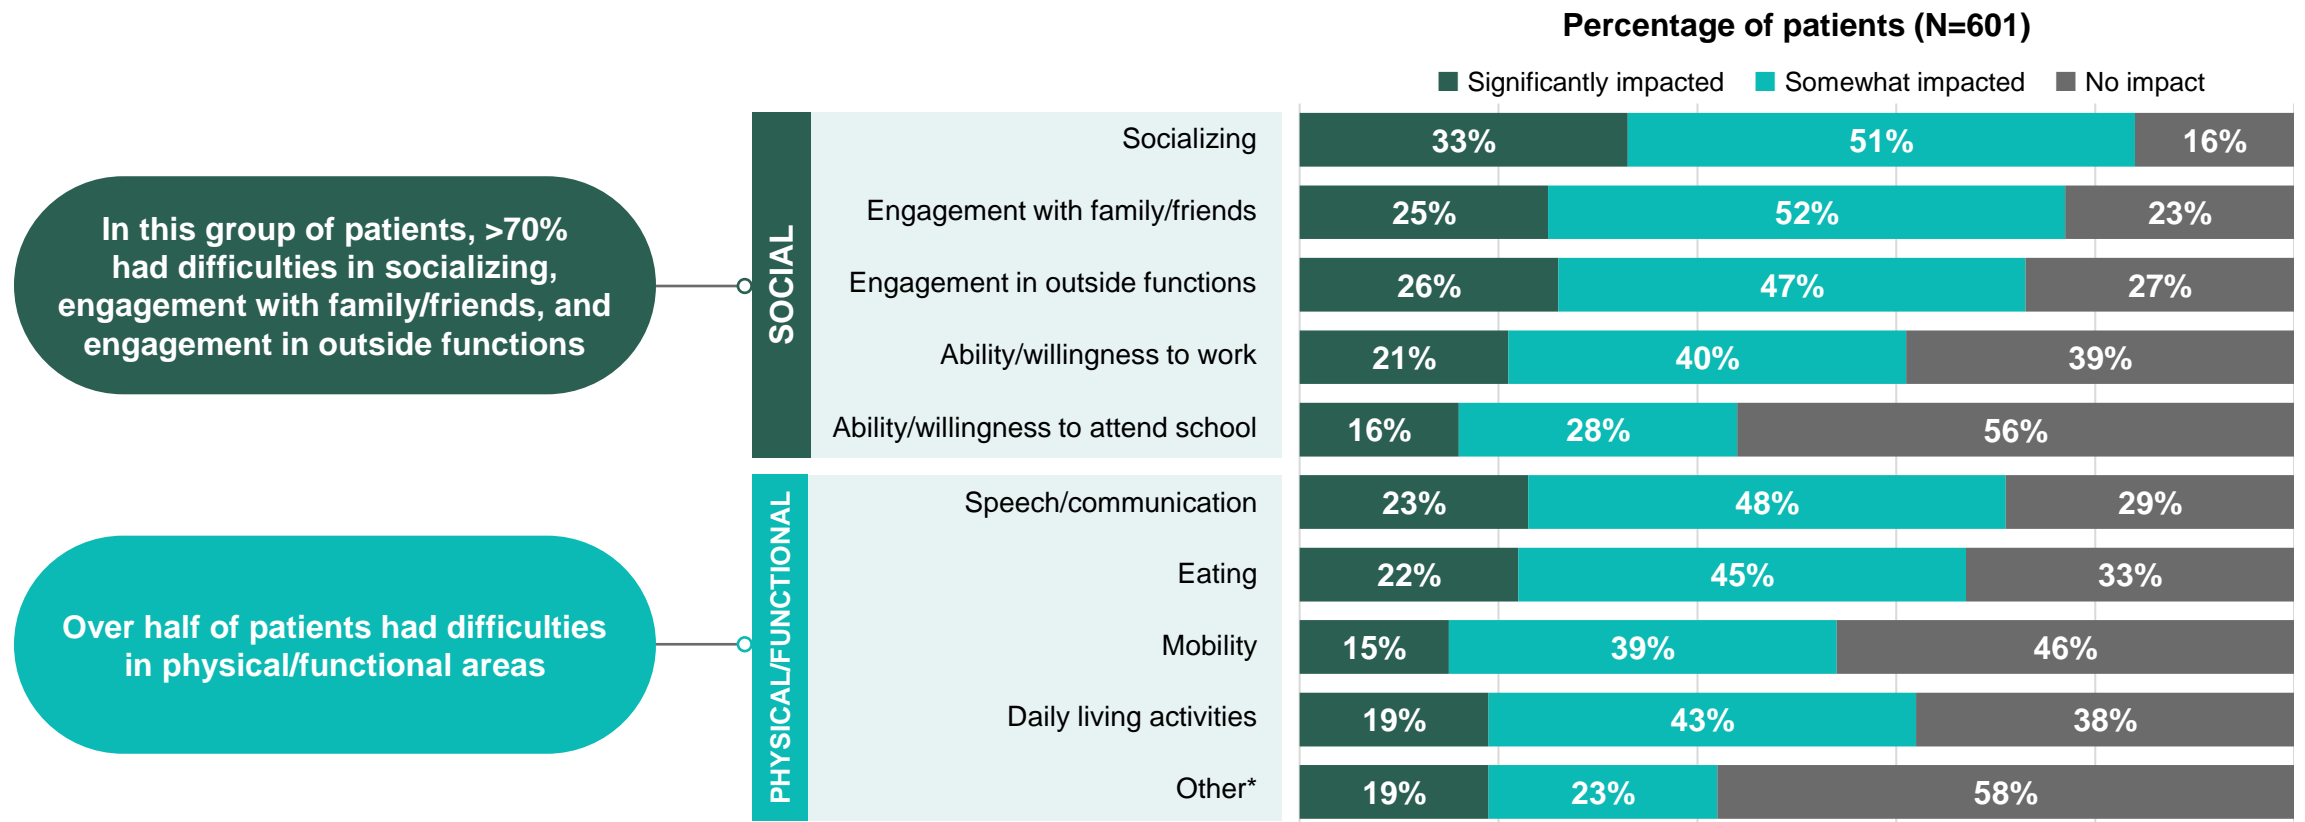 Percentage of patients (N=601)
Significantly impacted Somewhat impacted No impact
In this group of patients, >70%
had difficulties in socializing,
engagement with family/friends, and
engagement in outside functions
SOCIAL
Socializing 33% 51% 16%
Engagement with family/friends 25% 52% 23%
Engagement in outside functions 26% 47% 27%
Ability/willingness to work 21% 40% 39%
Ability/willingness to attend school 16% 28% 56%
Over half of patients had difficulties
in physical/functional areas
PHYSICAL/FUNCTIONAL
Speech/communication 23% 48% 29%
Eating 22% 45% 33%
Mobility 15% 39% 46%
Daily living activities 19% 43% 38%
Other* 19% 23% 58%